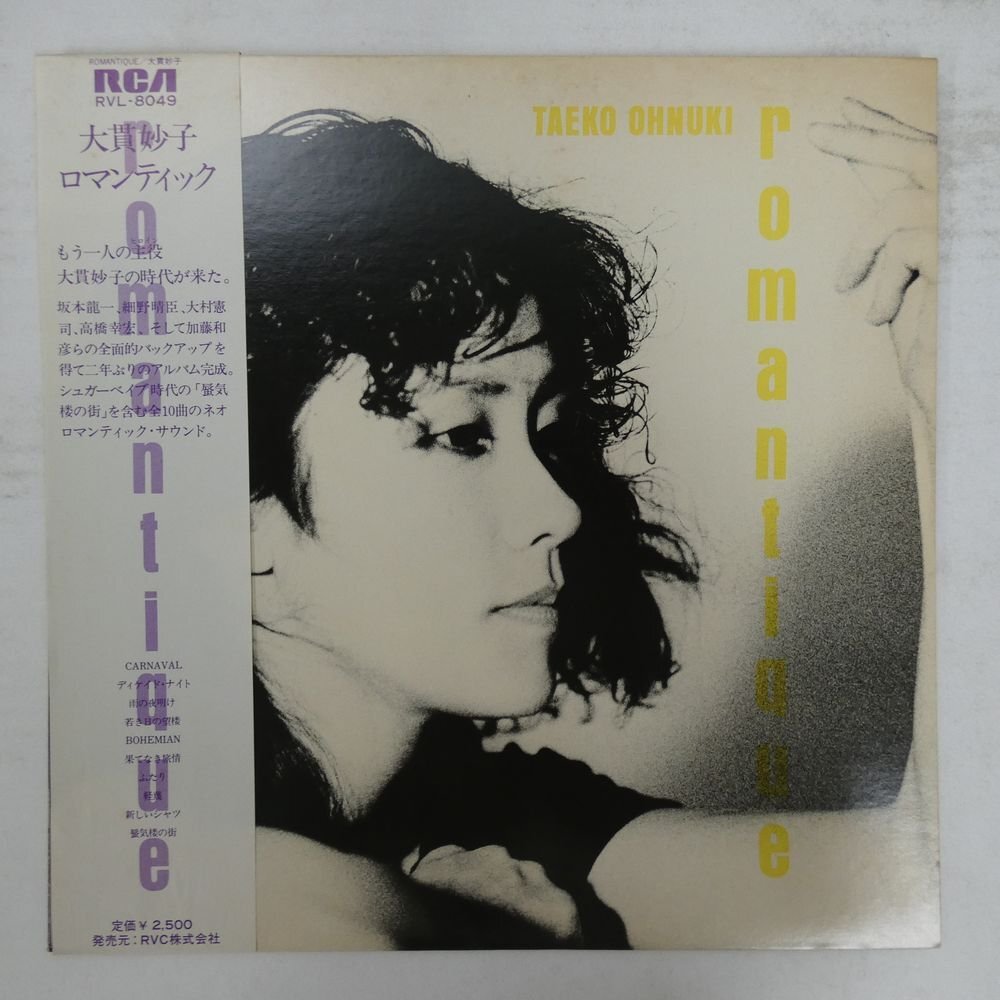 ROMANTIQUE／大貫妙子
RCA
RVL-8049
大貫妙子
ロマンティック
romantique
ヒロイン
もう一人の主役
大貫妙子の時代が来た。
坂本龍一、細野晴臣、大村憲
司、高橋幸宏、そして加藤和
彦らの全面的バックアップを
得て二年ぶりのアルバム完成。
シュガーベイブ時代の「蜃気
楼の街」を含む全10曲のネオ
ロマンティック・サウンド。
CARNAVAL
ディケイド・ナイト
雨の夜明け
若き日の望楼
BOHEMIAN
果てなき旅情
ふたり
軽蔑
新しいシャツ
蜃気楼の街
定価￥2,500
発売元：RVC株式会社
TAEKO OHNUKI
romantique